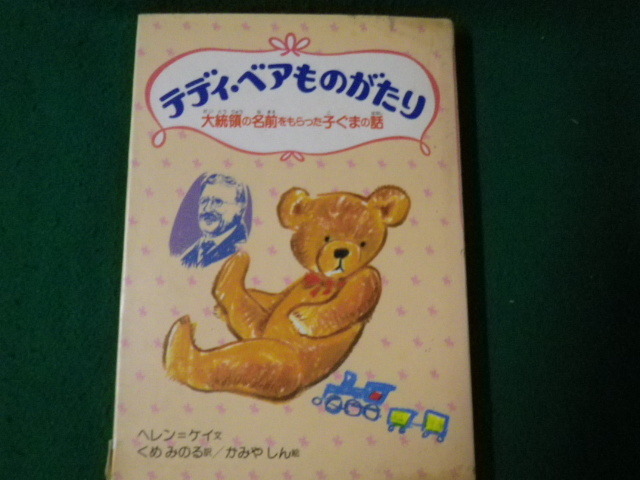 テディ・ベアものがたり
大統領の名前をもらった子ぐまの話
ヘレン=ケイ文
くめ みのる訳/かみや しん絵